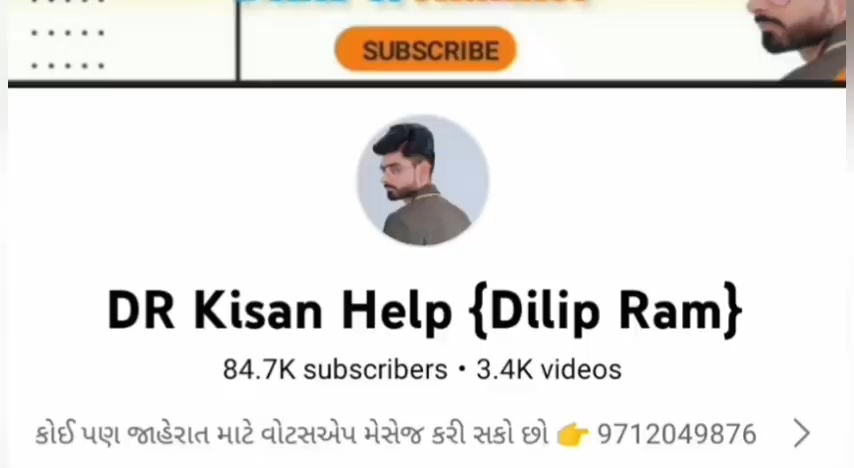 SUBSCRIBE
DR Kisan Help {Dilip Ram}
84.7K subscribers • 3.4K videos
કોઈ પણ જાહેરાત માટે વોટસએપ મેસેજ કરી સકો છો 👉 9712049876